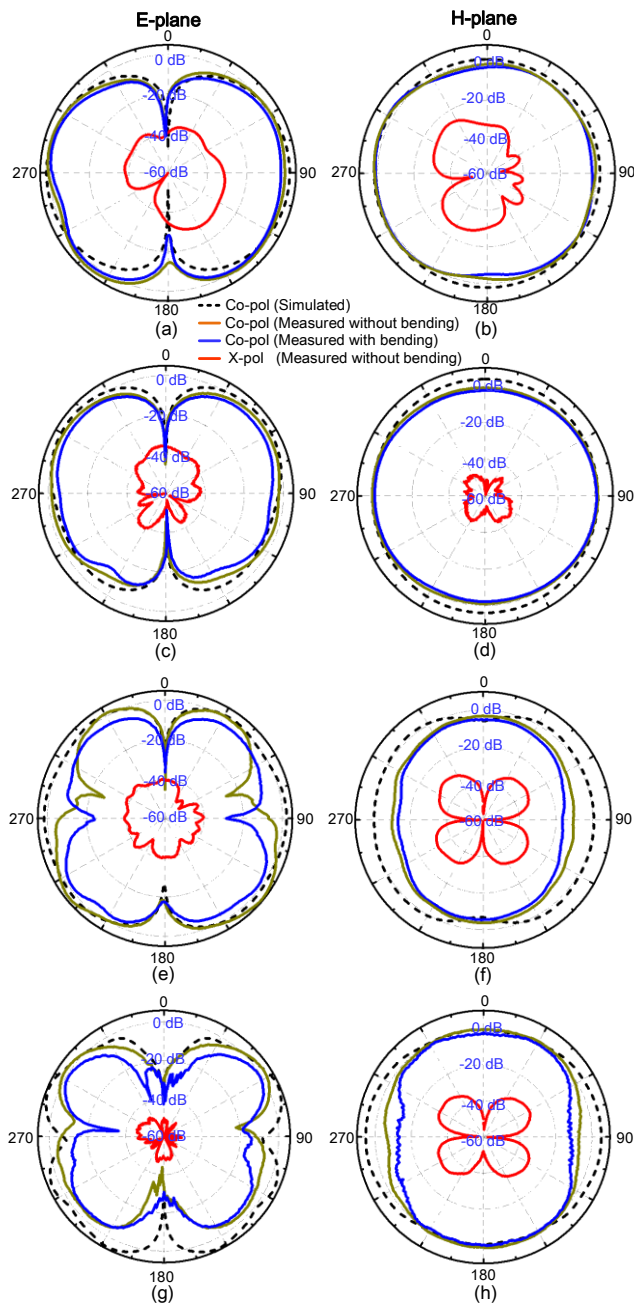 E-plane
H-plane
0
0 dB
-20 dB
-40 dB
-60 dB
270
90
180
(a)
0
0 dB
-20 dB
-40 dB
-60 dB
270
90
180
(b)
Co-pol (Simulated)
Co-pol (Measured without bending)
Co-pol (Measured with bending)
X-pol (Measured without bending)
0
0 dB
-20 dB
-40 dB
-60 dB
270
90
180
(c)
0
0 dB
-20 dB
-40 dB
-60 dB
270
90
180
(d)
0
0 dB
-20 dB
-40 dB
-60 dB
270
90
180
(e)
0
0 dB
-20 dB
-40 dB
-60 dB
270
90
180
(f)
0
0 dB
-20 dB
-40 dB
-60 dB
270
90
180
(g)
0
0 dB
-20 dB
-40 dB
-60 dB
270
90
180
(h)